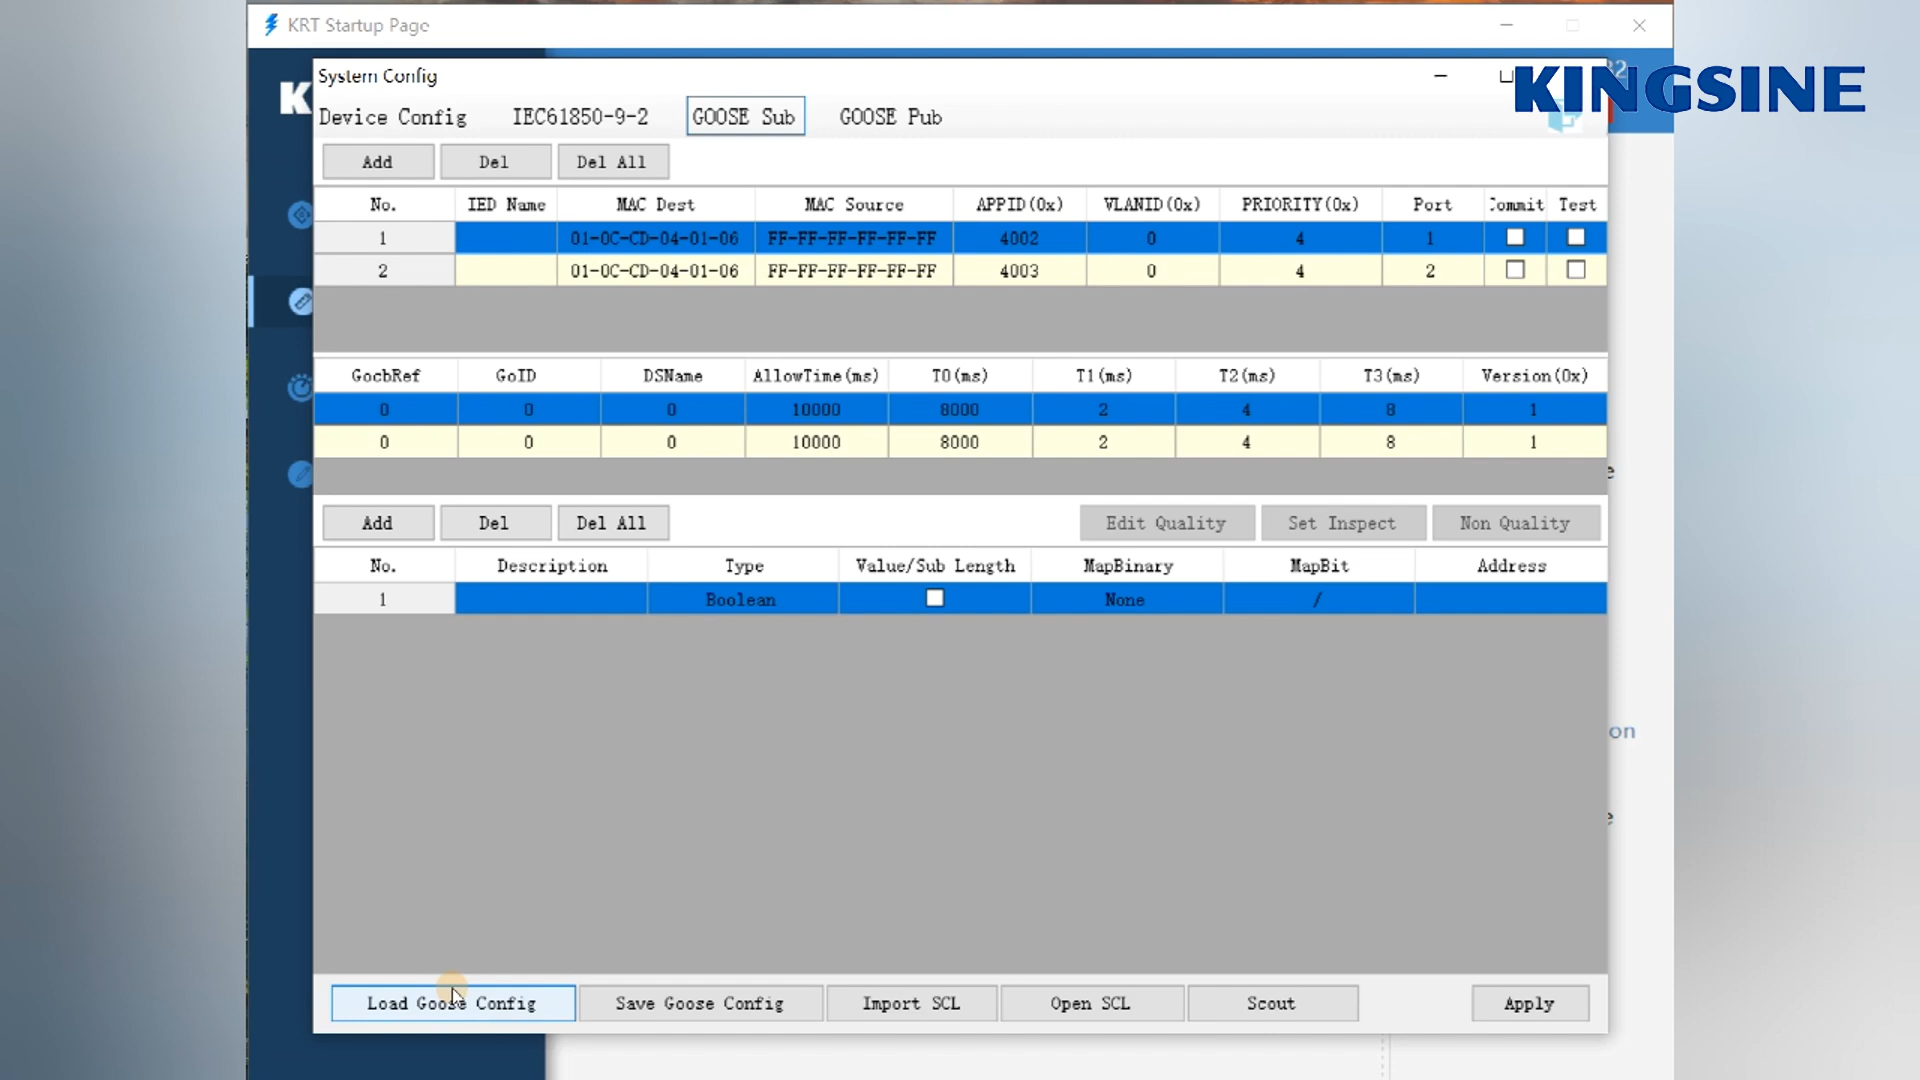 KRT Startup Page
System Config
KINGSINE
Device Config IEC61850-9-2 GOOSE Sub GOOSE Pub
Add Del Del All
No. IED Name MAC Dest MAC Source APPID(0x) VLANID(0x) PRIORITY(0x) Port Commit Test
1 01-0C-CD-04-01-06 FF-FF-FF-FF-FF-FF 4002 0 4 1
2 01-0C-CD-04-01-06 FF-FF-FF-FF-FF-FF 4003 0 4 2
GocbRef GoID DSName AllowTime(ms) T0(ms) T1(ms) T2(ms) T3(ms) Version(0x)
0 0 0 10000 8000 2 4 8 1
0 0 0 10000 8000 2 4 8 1
Add Del Del All Edit Quality Set Inspect Non Quality
No. Description Type Value/Sub Length MapBinary MapBit Address
1 Boolean None /
on
Load Goose Config Save Goose Config Import SCL Open SCL Scout Apply